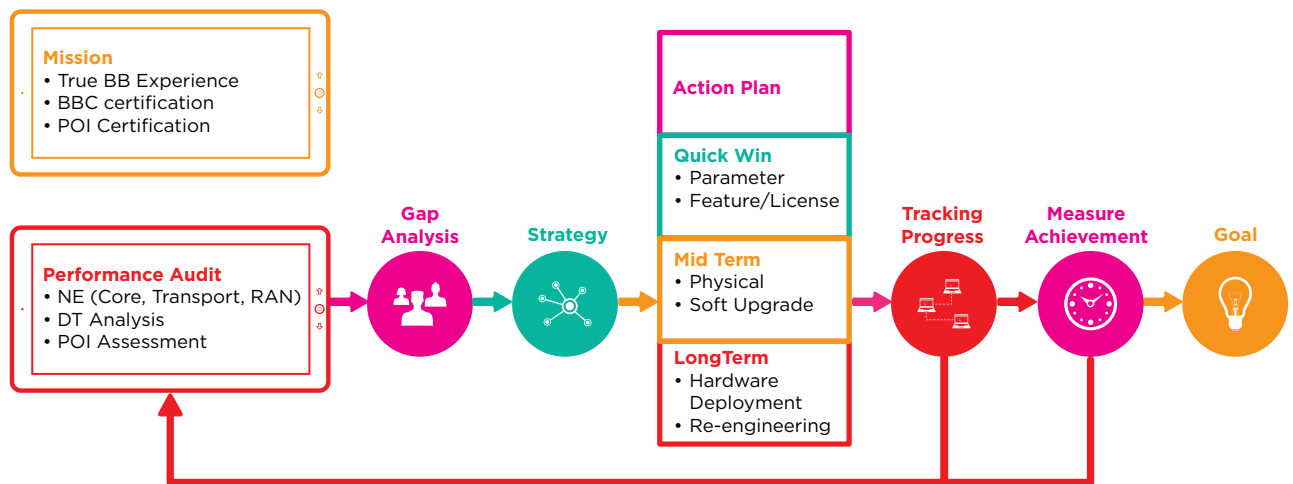 Mission
• True BB Experience
• BBC certification
• POI Certification
Performance Audit
• NE (Core, Transport, RAN)
• DT Analysis
• POI Assessment
Gap
Analysis
Strategy
Action Plan
Quick Win
• Parameter
• Feature/License
Mid Term
• Physical
• Soft Upgrade
LongTerm
• Hardware
Deployment
• Re-engineering
Tracking
Progress
Measure
Achievement
Goal